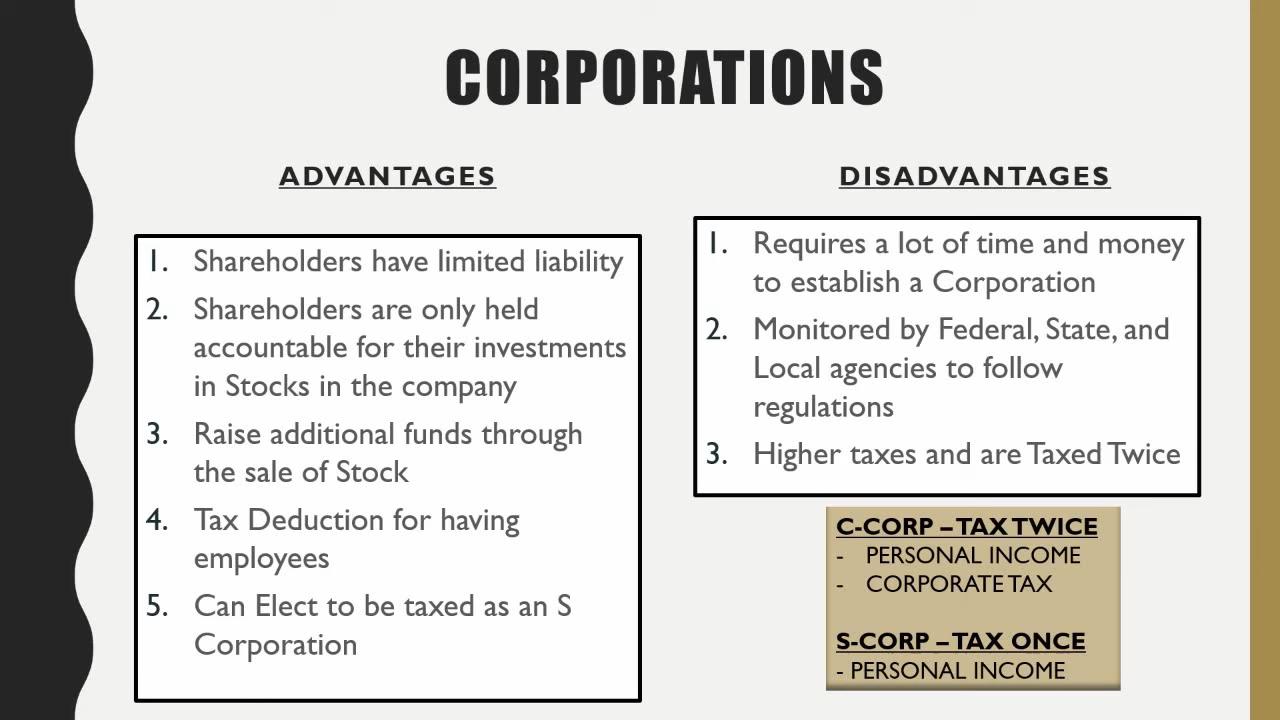 CORPORATIONS
ADVANTAGES
1. Shareholders have limited liability
2. Shareholders are only held
accountable for their investments
in Stocks in the company
3. Raise additional funds through
the sale of Stock
4. Tax Deduction for having
employees
5. Can Elect to be taxed as an S
Corporation
DISADVANTAGES
1. Requires a lot of time and money
to establish a Corporation
2. Monitored by Federal, State, and
Local agencies to follow
regulations
3. Higher taxes and are Taxed Twice
C-CORP – TAX TWICE
- PERSONAL INCOME
- CORPORATE TAX
S-CORP – TAX ONCE
- PERSONAL INCOME